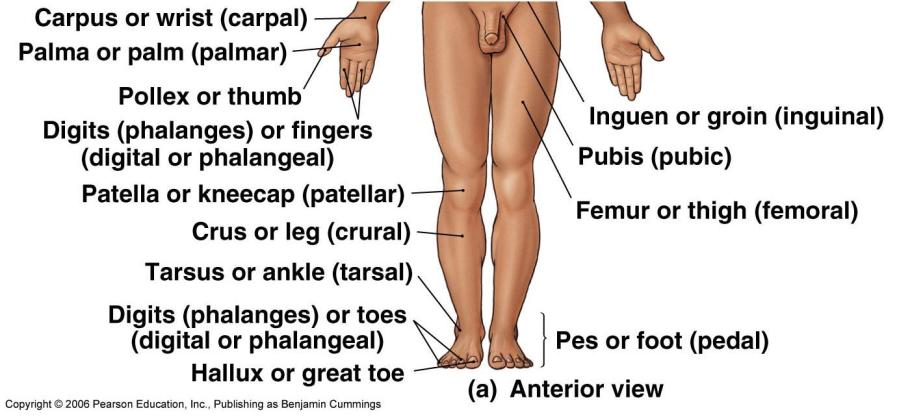 Carpus or wrist (carpal)
Palma or palm (palmar)
Pollex or thumb
Digits (phalanges) or fingers
(digital or phalangeal)
Patella or kneecap (patellar)
Crus or leg (crural)
Tarsus or ankle (tarsal)
Digits (phalanges) or toes
(digital or phalangeal)
Hallux or great toe
Inguen or groin (inguinal)
Pubis (pubic)
Femur or thigh (femoral)
Pes or foot (pedal)
(a) Anterior view
Copyright © 2006 Pearson Education, Inc., Publishing as Benjamin Cummings